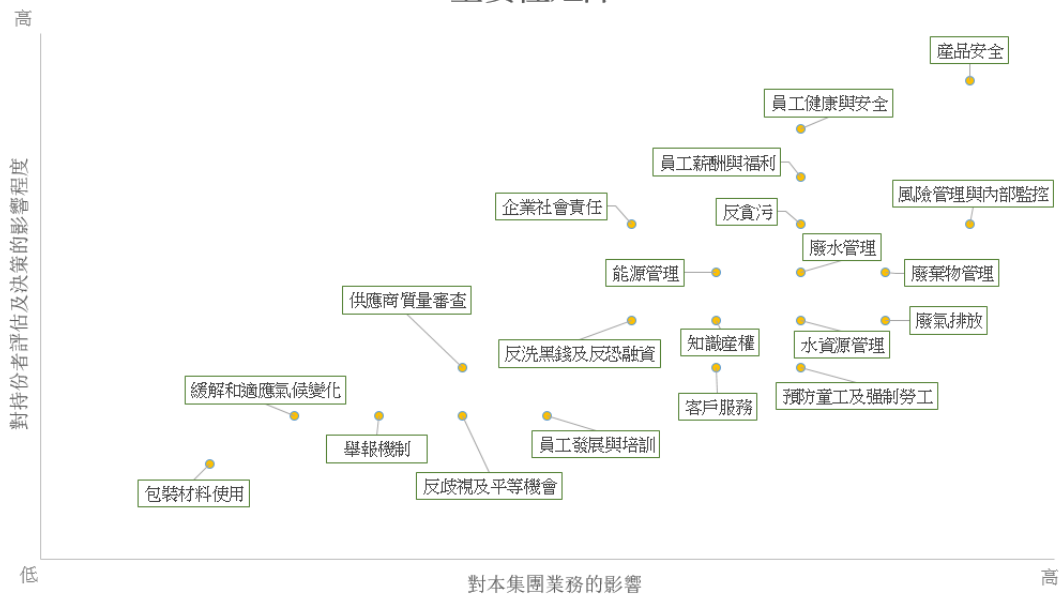 高
產品安全
員工健康與安全
員工薪酬與福利
風險管理與內部監控
企業社會責任
反貪污
廢水管理
能源管理
廢棄物管理
供應商質量審查
廢氣排放
反洗黑錢及反恐融資
知識產權
水資源管理
緩解和適應氣候變化
預防童工及強制勞工
客戶服務
舉報機制
員工發展與培訓
反歧視及平等機會
包裝材料使用
對持份者評估及決策的影響程度
低
對本集團業務的影響
高